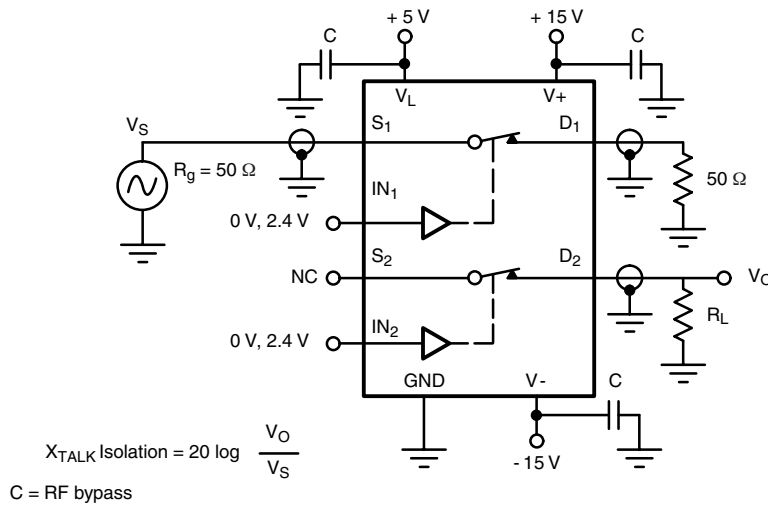 + 5 V
+ 15 V
C
C
V_L
V+
V_S
S_1
D_1
R_g = 50 Ω
50 Ω
IN_1
0 V, 2.4 V
S_2
D_2
NC
V_O
R_L
IN_2
0 V, 2.4 V
GND
V-
C
- 15 V
X_TALK Isolation = 20 log V_O / V_S
C = RF bypass